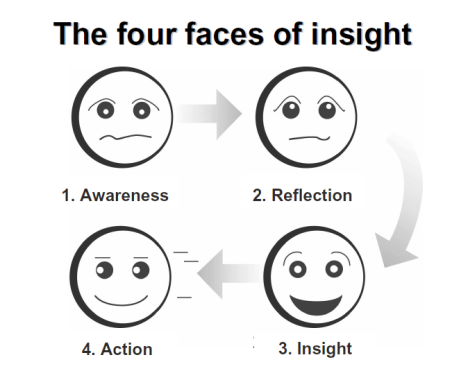 The four faces of insight
1. Awareness
2. Reflection
4. Action
3. Insight